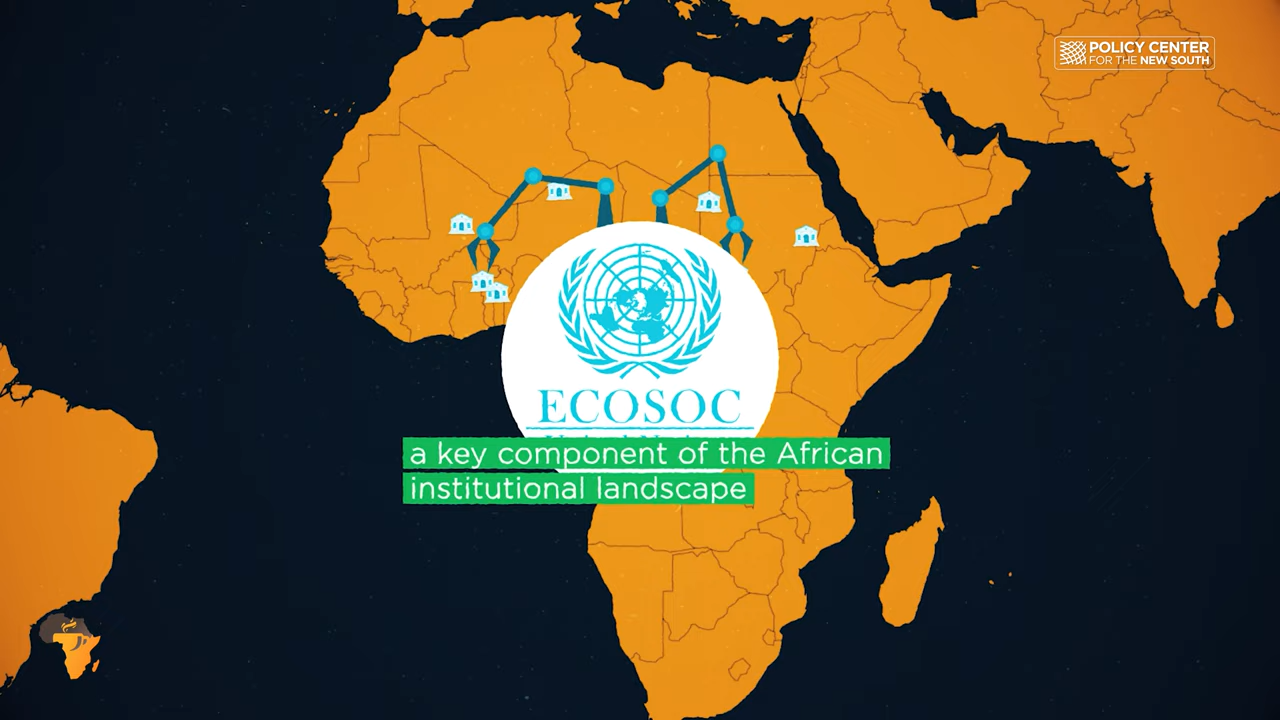 POLICY CENTER
FOR THE NEW SOUTH
ECOSOC
a key component of the African
institutional landscape